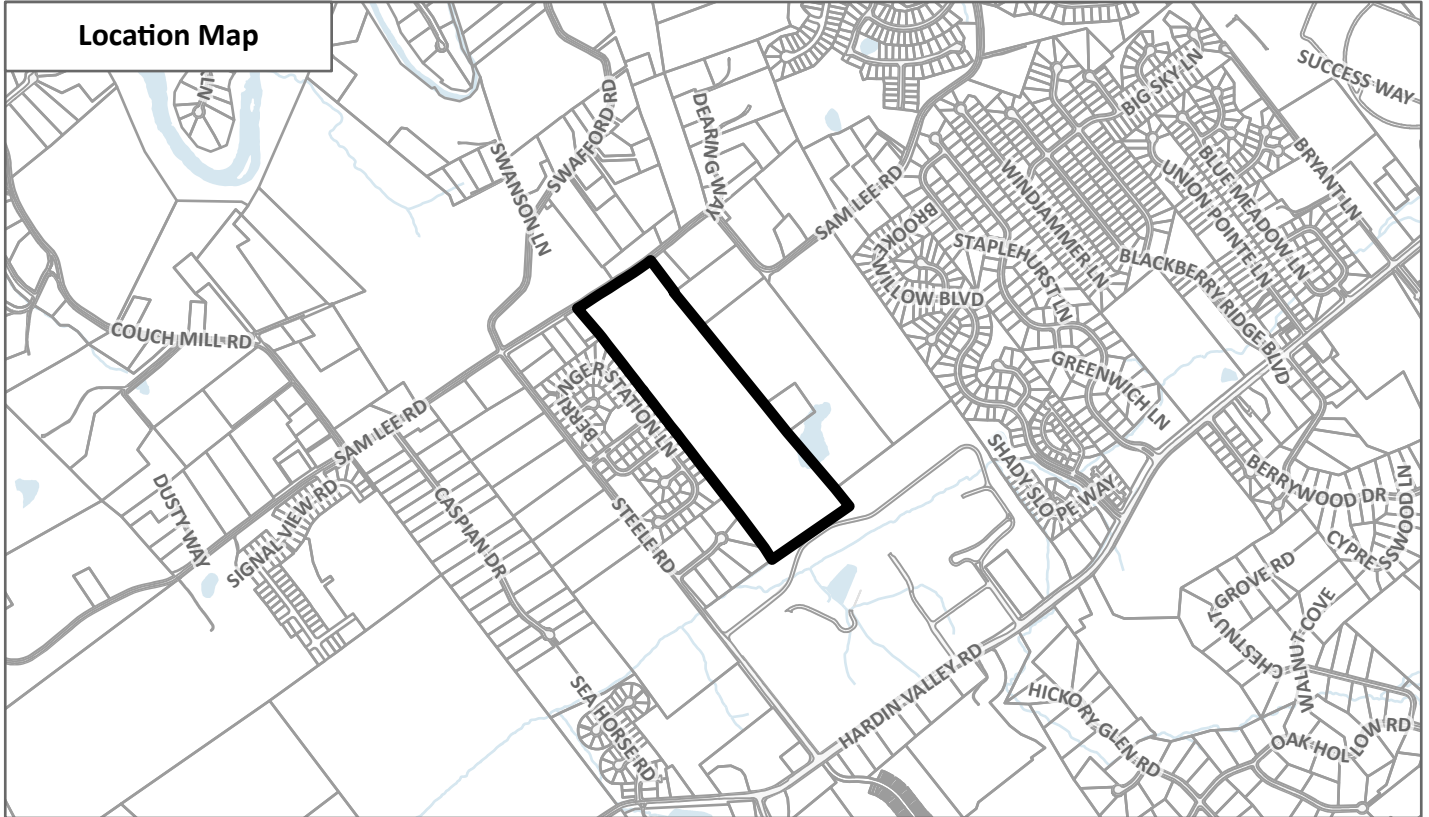 Location Map
LN
SUCCESS WAY
BIG SKY LN
SWAFFORD RD
DEARING WAY
SWANSON LN
BRYANT LN
BLUE MEADOW LN
UNION POINTE LN
WINDJAMMER LN
SAM LEE RD
BROOKE WILLOW BLVD
STAPLEHURST LN
BLACKBERRY RIDGE BLVD
COUCH MILL RD
GREENWICH LN
BERRINGER STATION LN
SAM LEE RD
SHADY SLOPE WAY
BERRYWOOD DR
CYPRESSWOOD LN
DUSTY WAY
SIGNAL VIEW RD
CASPIAN DR
STEELE RD
CHESTNUT GROVE RD
WALNUT COVE
HARDIN VALLEY RD
SEA HORSE RD
HICKORY GLEN RD
OAK HOLLOW RD